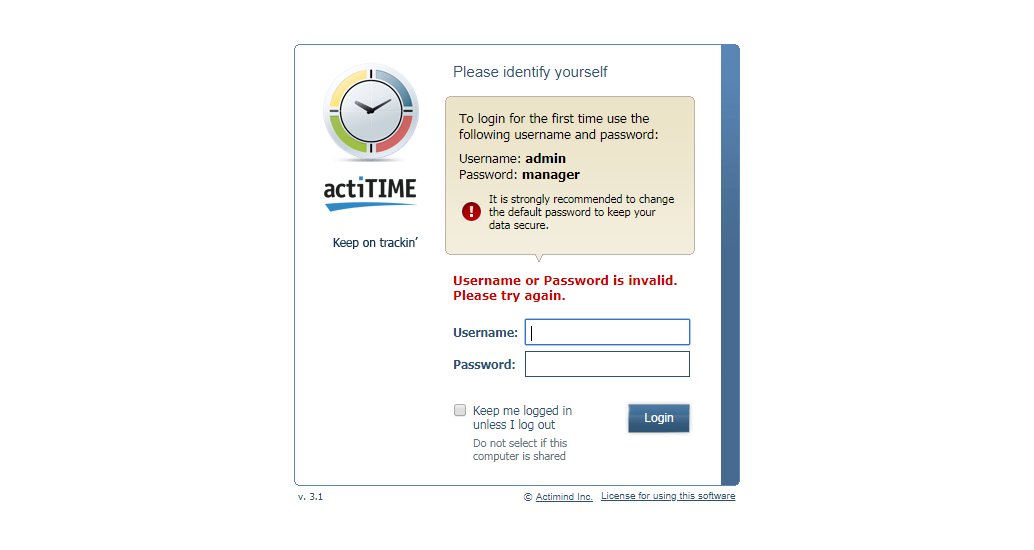 Please identify yourself
To login for the first time use the
following username and password:
Username: admin
Password: manager
It is strongly recommended to change
the default password to keep your
data secure.
actiTIME
Keep on trackin’
Username or Password is invalid.
Please try again.
Username:
Password:
Keep me logged in
unless I log out
Login
Do not select if this
computer is shared
v. 3.1
© Actimind Inc. License for using this software